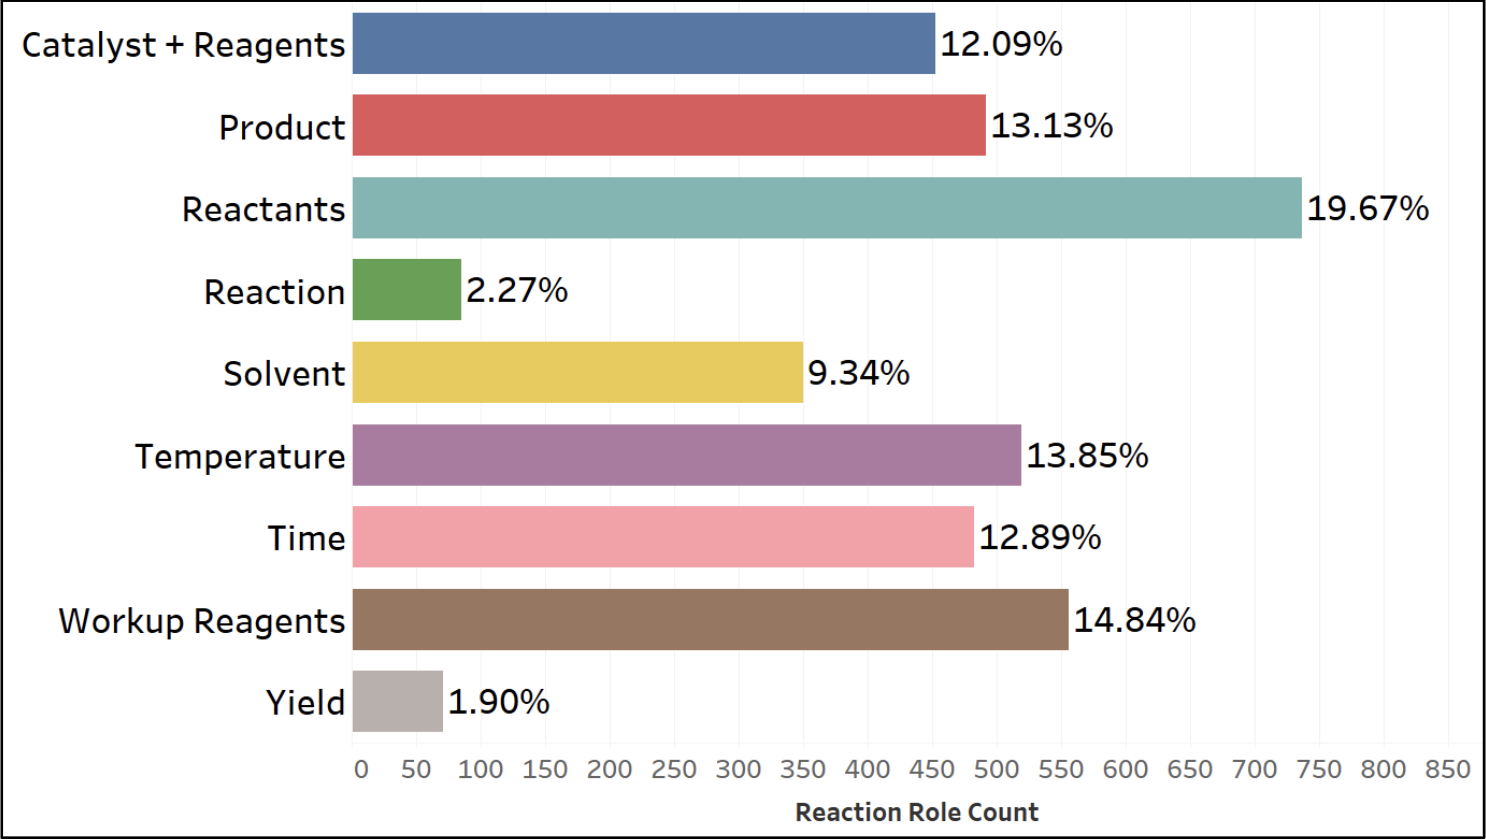 Catalyst + Reagents 12.09%
Product 13.13%
Reactants 19.67%
Reaction 2.27%
Solvent 9.34%
Temperature 13.85%
Time 12.89%
Workup Reagents 14.84%
Yield 1.90%
0 50 100 150 200 250 300 350 400 450 500 550 600 650 700 750 800 850
Reaction Role Count